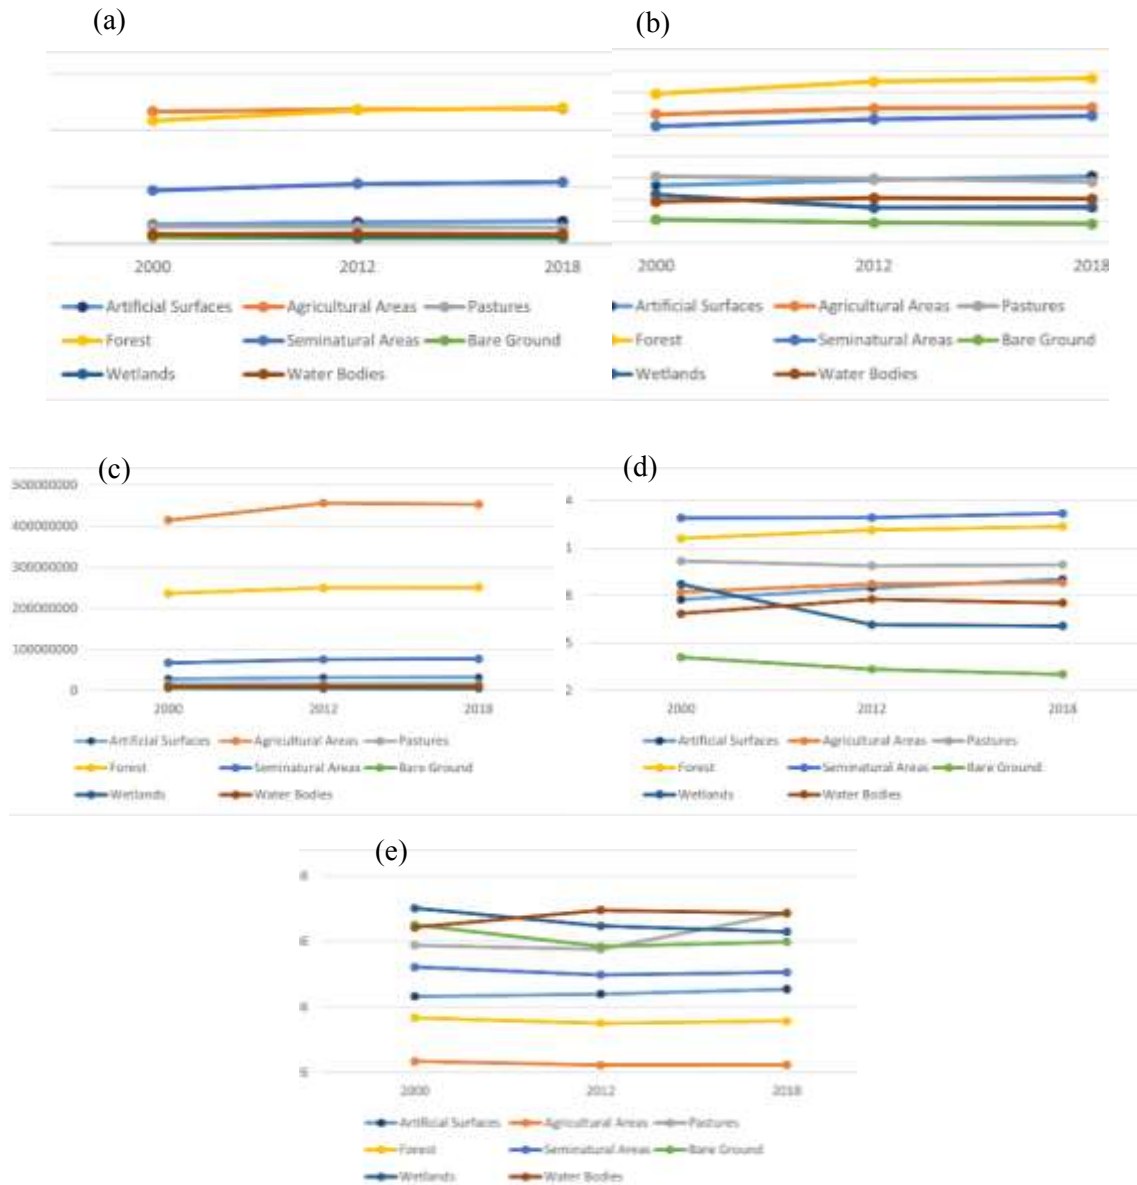 (a) (b)
2000 2012 2018
Artificial Surfaces Agricultural Areas Pastures
Forest Seminatural Areas Bare Ground
Wetlands Water Bodies
2000 2012 2018
Artificial Surfaces Agricultural Areas Pastures
Forest Seminatural Areas Bare Ground
Wetlands Water Bodies
(c) (d)
500000000
400000000
300000000
200000000
100000000
0
2000 2012 2018
Artificial Surfaces Agricultural Areas Pastures
Forest Seminatural Areas Bare Ground
Wetlands Water Bodies
2000 2012 2018
Artificial Surfaces Agricultural Areas Pastures
Forest Seminatural Areas Bare Ground
Wetlands Water Bodies
(e)
2000 2012 2018
Artificial Surfaces Agricultural Areas Pastures
Forest Seminatural Areas Bare Ground
Wetlands Water Bodies